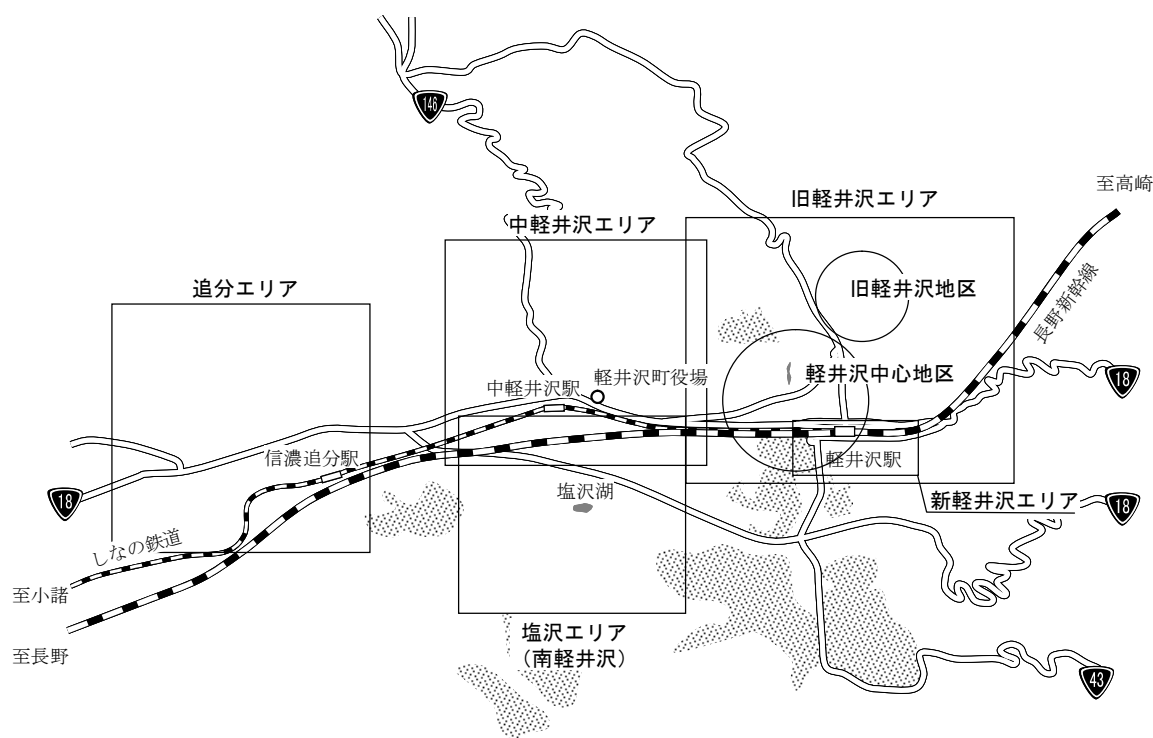 146
至高崎
旧軽井沢エリア
中軽井沢エリア
追分エリア
旧軽井沢地区
長野新幹線
軽井沢中心地区
18
中軽井沢駅
軽井沢町役場
信濃追分駅
軽井沢駅
塩沢湖
新軽井沢エリア
18
18
しなの鉄道
至小諸
至長野
塩沢エリア
(南軽井沢)
43